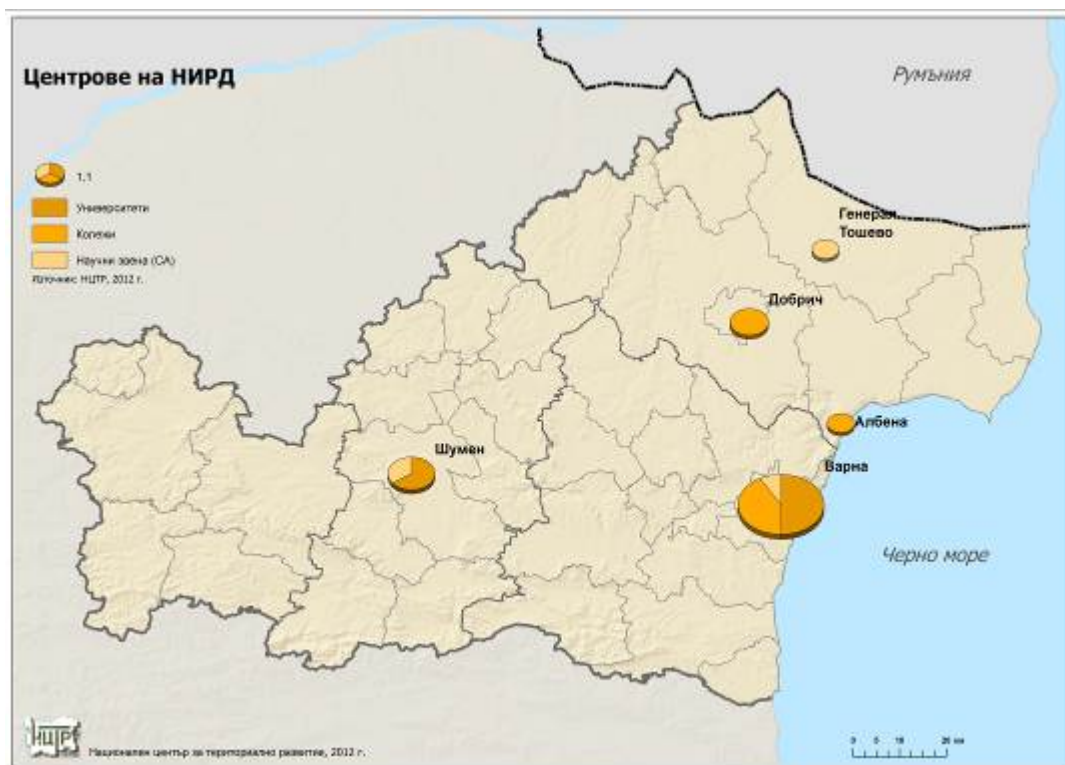 Центрове на НИРД
Румъния
1,1
Университети
Колежи
Научни звена (СА)
Източник: НЦТР, 2012 г.
Генерал
Тошево
Добрич
Албена
Варна
Шумен
Черно море
НЦТР
Национален център за териториално развитие, 2012 г.
0 5 10 20 км